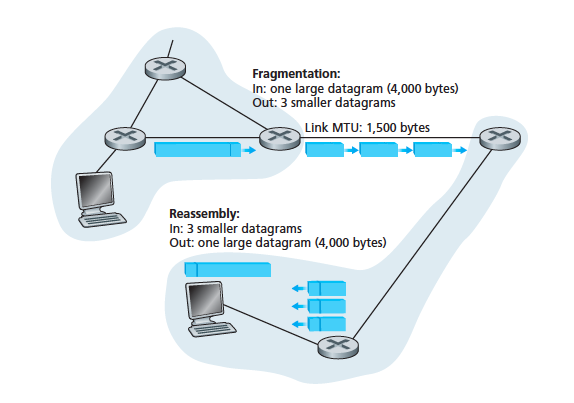 Fragmentation:
In: one large datagram (4,000 bytes)
Out: 3 smaller datagrams
Link MTU: 1,500 bytes
Reassembly:
In: 3 smaller datagrams
Out: one large datagram (4,000 bytes)